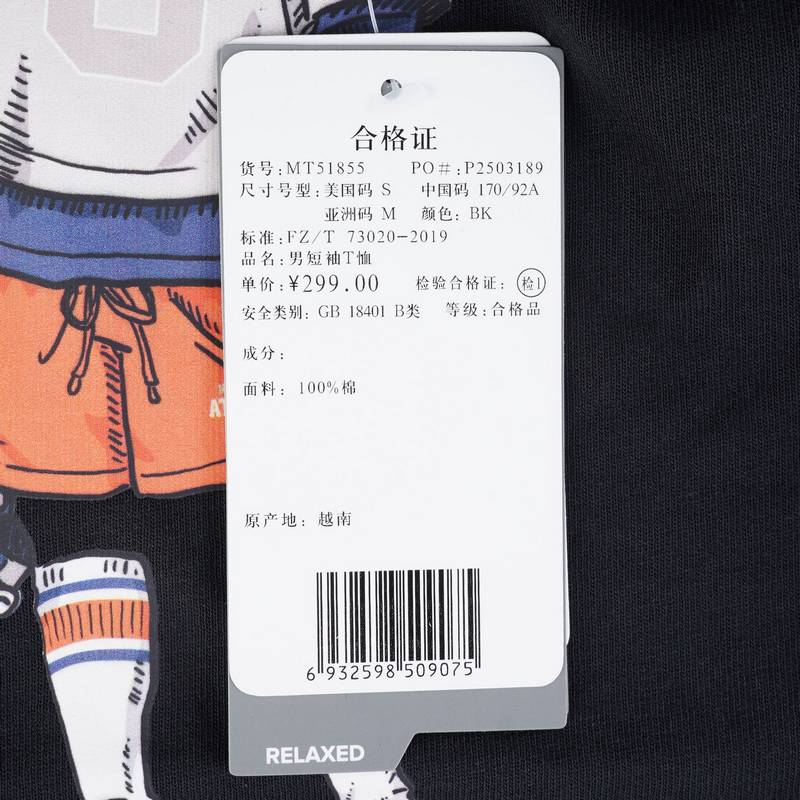 合格证
货号:MT51855 PO#:P2503189
尺寸号型:美国码 S 中国码 170/92A
亚洲码 M 颜色: BK
标准:FZ/T 73020-2019
品名:男短袖T恤
单价:¥299.00 检验合格证: 检1
安全类别: GB 18401 B类 等级:合格品
成分:
面料: 100%棉
原产地: 越南
6 932598 509075
RELAXED